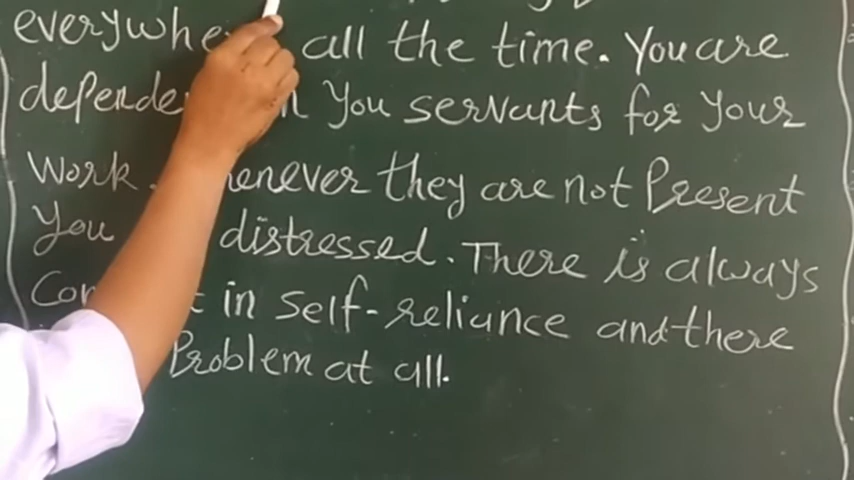 everywhe all the time. You are
depende n You servants for Your
Work. henever they are not Present
You distressed. There is always
Con t in self-reliance and there
Problem at all.